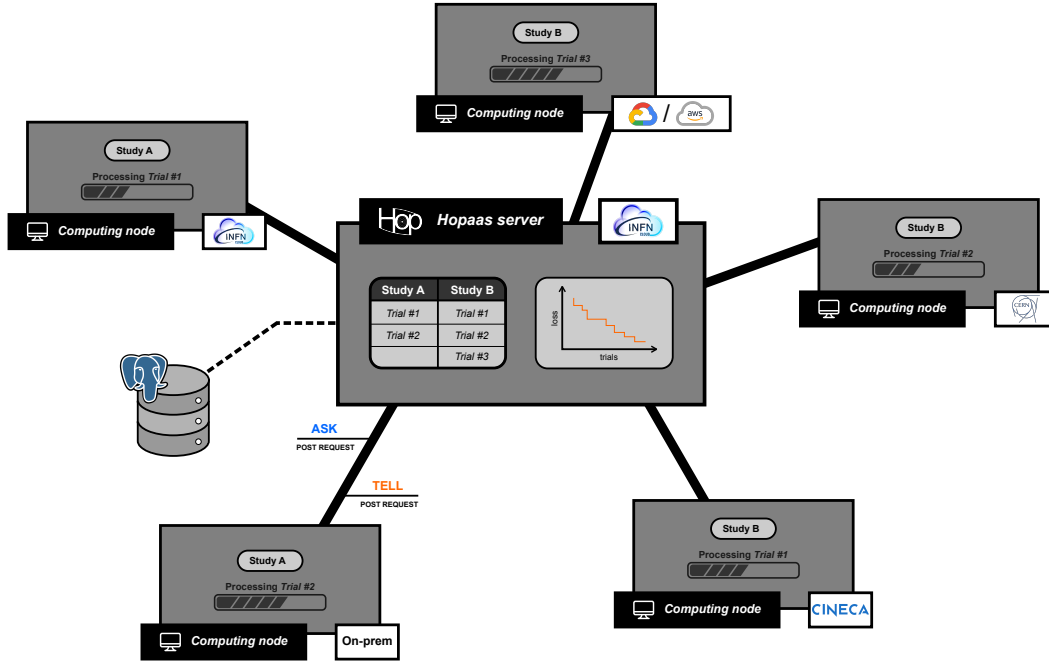 Study B
Processing Trial #3
Computing node
/ aws
Study A
Processing Trial #1
Computing node
INFN
CLOUD
Hop Hopaas server
INFN
CLOUD
Study B
Processing Trial #2
Computing node
CERN
Study A Study B
Trial #1 Trial #1
Trial #2 Trial #2
Trial #3
loss
trials
ASK
POST REQUEST
TELL
POST REQUEST
Study A
Processing Trial #2
Computing node
On-prem
Study B
Processing Trial #1
Computing node
CINECA